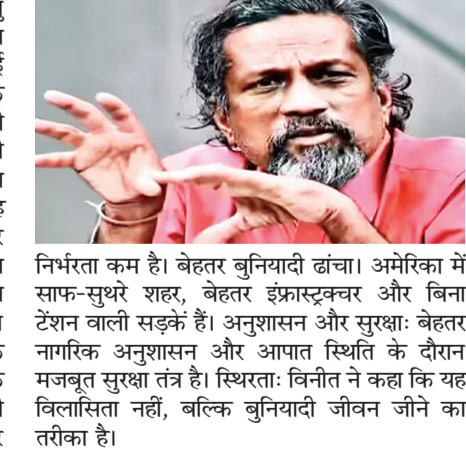 निर्भरता कम है। बेहतर बुनियादी ढांचा। अमेरिका में
साफ-सुथरे शहर, बेहतर इंफ्रास्ट्रक्चर और बिना
टेंशन वाली सड़कें हैं। अनुशासन और सुरक्षाः बेहतर
नागरिक अनुशासन और आपात स्थिति के दौरान
मजबूत सुरक्षा तंत्र है। स्थिरताः विनीत ने कहा कि यह
विलासिता नहीं, बल्कि बुनियादी जीवन जीने का
तरीका है।